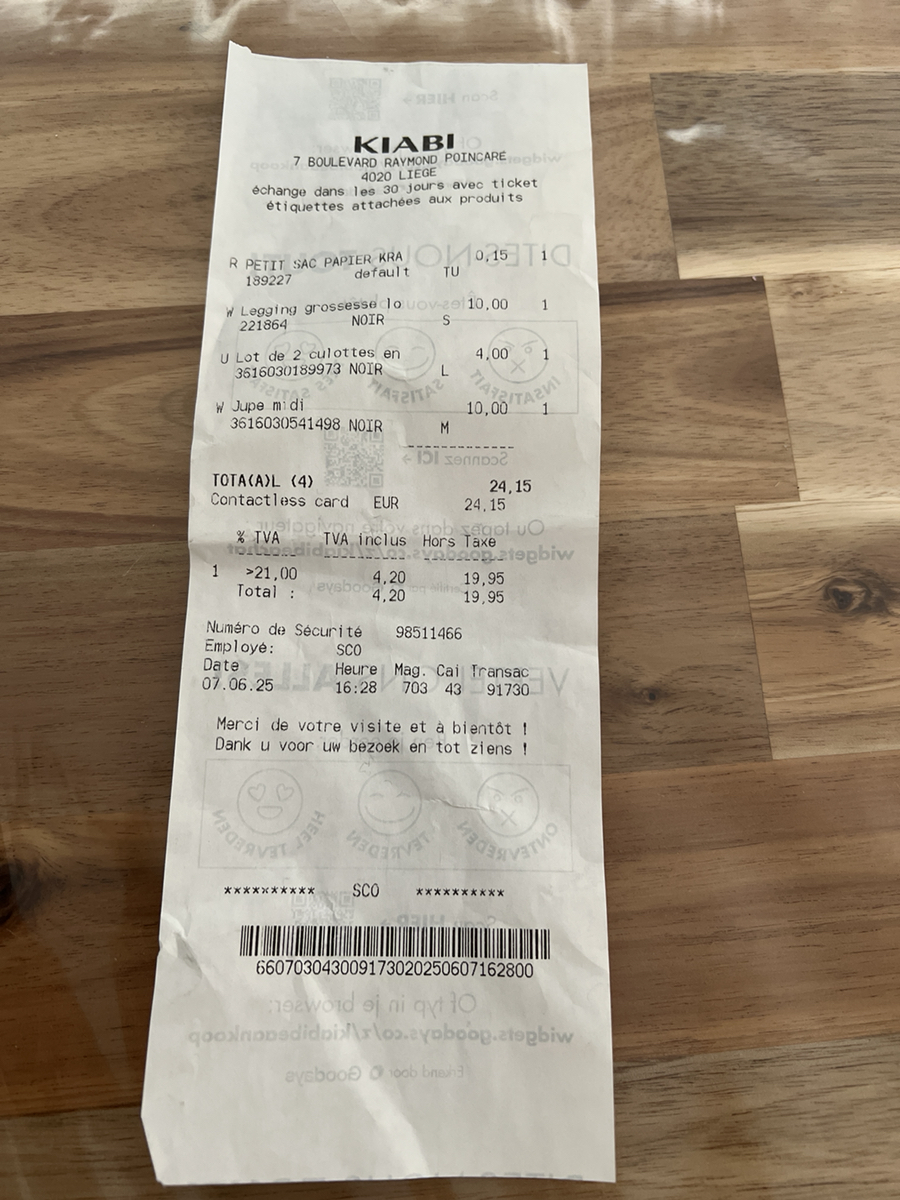 KIABI
7 BOULEVARD RAYMOND POINCARÉ
4020 LIEGE
échange dans les 30 jours avec ticket
étiquettes attachées aux produits
R PETIT SAC PAPIER KRA 0,15 1
189227 default TU
W Legging grossesse lo 10,00 1
221864 NOIR S
U Lot de 2 culottes en 4,00 1
3616030189973 NOIR L
W Jupe midi 10,00 1
3616030541498 NOIR M
--------------
TOTA(A)L (4) 24,15
Contactless card EUR 24,15
% TVA TVA inclus Hors Taxe
1 >21,00 4,20 19,95
Total : 4,20 19,95
Numéro de Sécurité 98511466
Employé: SCO
Date Heure Mag. Cai Transac
07.06.25 16:28 703 43 91730
Merci de votre visite et à bientôt !
Dank u voor uw bezoek en tot ziens !
********** SCO **********
660703043009173020250607162800